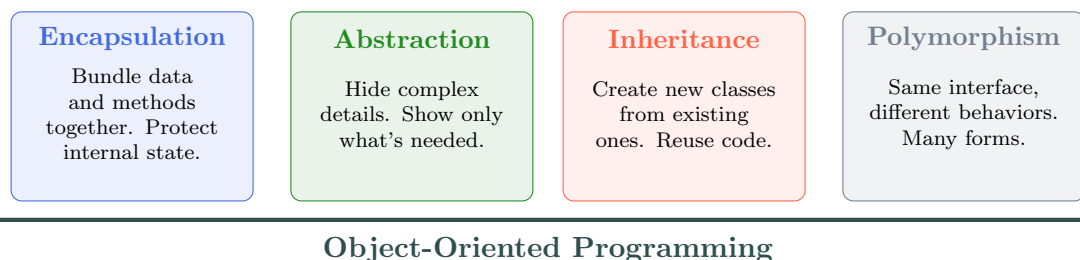 Encapsulation
Bundle data
and methods
together. Protect
internal state.
Abstraction
Hide complex
details. Show only
what's needed.
Inheritance
Create new classes
from existing
ones. Reuse code.
Polymorphism
Same interface,
different behaviors.
Many forms.
Object-Oriented Programming